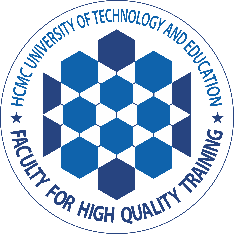 HCMC UNIVERSITY OF TECHNOLOGY AND EDUCATION
FACULTY FOR HIGH QUALITY TRAINING